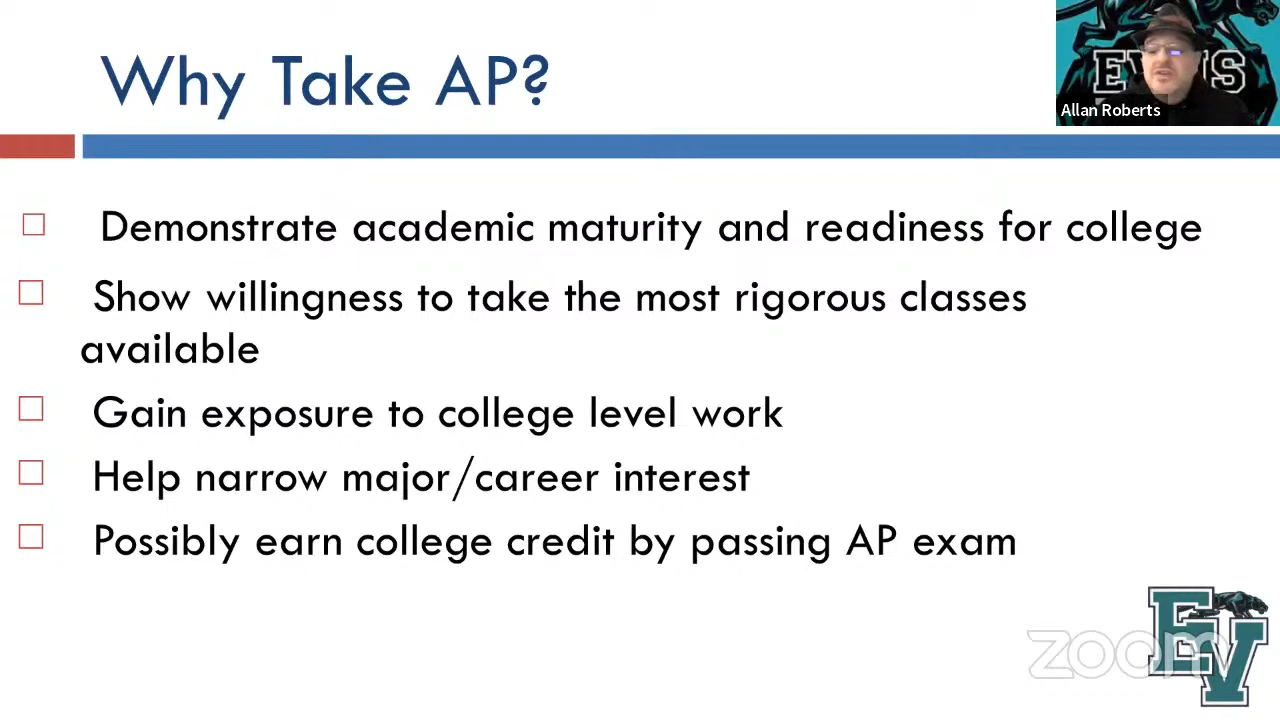 Why Take AP?
Allan Roberts
Demonstrate academic maturity and readiness for college
Show willingness to take the most rigorous classes
available
Gain exposure to college level work
Help narrow major/career interest
Possibly earn college credit by passing AP exam
EV
zoom